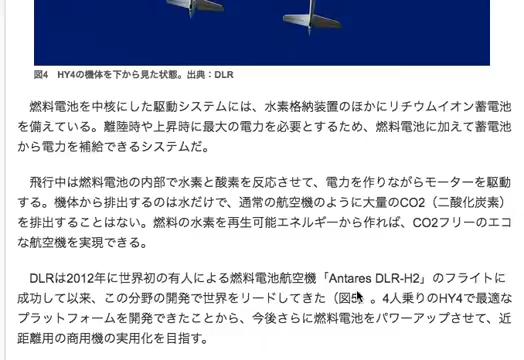 図4　HY4の機体を下から見た状態。出典：DLR
燃料電池を中核にした駆動システムには、水素格納装置のほかにリチウムイオン蓄電池
を備えている。離陸時や上昇時に最大の電力を必要とするため、燃料電池に加えて蓄電池
から電力を補給できるシステムだ。
飛行中は燃料電池の内部で水素と酸素を反応させて、電力を作りながらモーターを駆動
する。機体から排出するのは水だけで、通常の航空機のように大量のCO2（二酸化炭素）
を排出することはない。燃料の水素を再生可能エネルギーから作れば、CO2フリーのエコ
な航空機を実現できる。
DLRは2012年に世界初の有人による燃料電池航空機「Antares DLR-H2」のフライトに
成功して以来、この分野の開発で世界をリードしてきた（図5）。4人乗りのHY4で最適な
プラットフォームを開発できたことから、今後さらに燃料電池をパワーアップさせて、近
距離用の商用機の実用化を目指す。